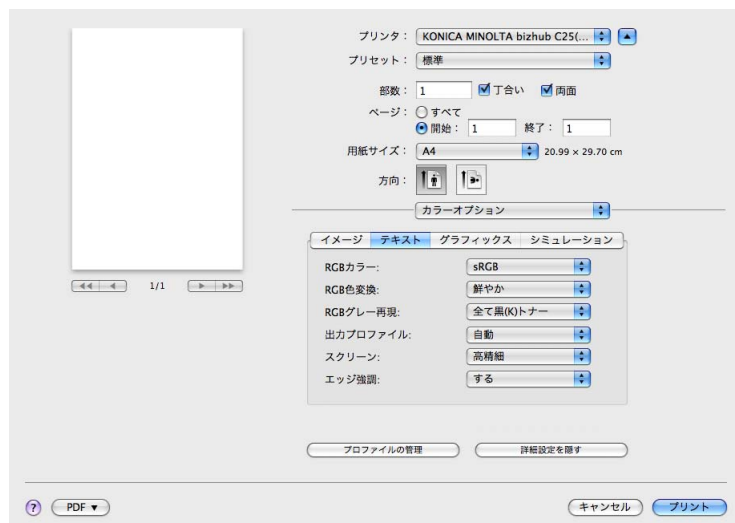 プリンタ： KONICA MINOLTA bizhub C25(...
プリセット： 標準
部数： 1 丁合い 両面
ページ： すべて
開始： 1 終了： 1
用紙サイズ： A4 20.99 × 29.70 cm
方向：
カラーオプション
イメージ テキスト グラフィックス シミュレーション
RGBカラー: sRGB
RGB色変換: 鮮やか
RGBグレー再現: 全て黒(K)トナー
出力プロファイル: 自動
スクリーン: 高精細
エッジ強調: する
1/1
プロファイルの管理 詳細設定を隠す
? PDF ▼ キャンセル プリント